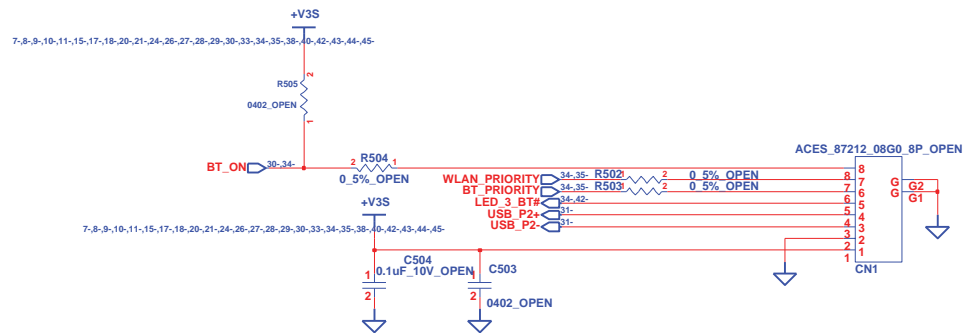 +V3S
7-,8-,9-,10-,11-,15-,17-,18-,20-,21-,24-,26-,27-,28-,29-,30-,33-,34-,35-,38-,40-,42-,43-,44-,45-
2
R505
0402_OPEN
1
ACES_87212_08G0_8P_OPEN
BT_ON 30-,34- 2 R504 1 8
0_5%_OPEN
WLAN_PRIORITY 34-,35- R502 1 2 0_5%_OPEN 8 7 G
BT_PRIORITY 34-,35- R503 1 2 0_5%_OPEN 7 6 G G2
LED_3_BT# 34-,42- 6 5 G1
USB_P2+ 31- 5 4
USB_P2- 31- 4 3
+V3S
7-,8-,9-,10-,11-,15-,17-,18-,20-,21-,24-,26-,27-,28-,29-,30-,33-,34-,35-,38-,40-,42-,43-,44-,45-
3 2
2 1
1
CN1
C504
1 0.1uF_10V_OPEN
2
C503
1
2
0402_OPEN